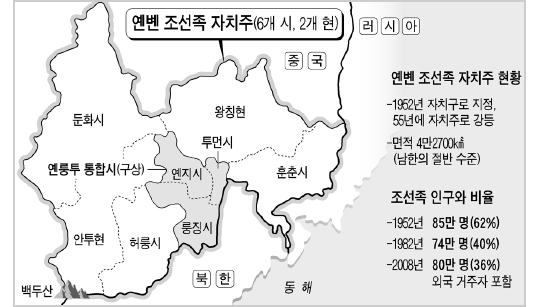 옌볜 조선족 자치주(6개 시, 2개 현)
러시아
중국
왕칭현
둔화시
투먼시
옌룽투 통합시(구상)
옌지시
훈춘시
룽징시
안투현
허룽시
백두산
북한
동해
옌볜 조선족 자치주 현황
-1952년 자치구로 지정,
55년에 자치주로 강등
-면적 4만2700㎢
(남한의 절반 수준)
조선족 인구와 비율
-1952년 85만 명(62%)
-1982년 74만 명(40%)
-2008년 80만 명(36%)
외국 거주자 포함